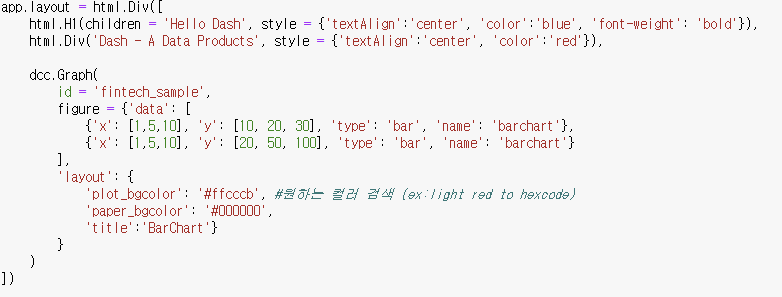 app.layout = html.Div([
    html.H1(children = 'Hello Dash', style = {'textAlign':'center', 'color':'blue', 'font-weight': 'bold'}),
    html.Div('Dash - A Data Products', style = {'textAlign':'center', 'color':'red'}),

    dcc.Graph(
        id = 'fintech_sample',
        figure = {'data': [
            {'x': [1,5,10], 'y': [10, 20, 30], 'type': 'bar', 'name': 'barchart'},
            {'x': [1,5,10], 'y': [20, 50, 100], 'type': 'bar', 'name': 'barchart'}
        ],
        'layout': {
            'plot_bgcolor': '#ffcccb', #원하는 컬러 검색 (ex:light red to hexcode)
            'paper_bgcolor': '#000000',
            'title':'BarChart'}
        }
    )
])